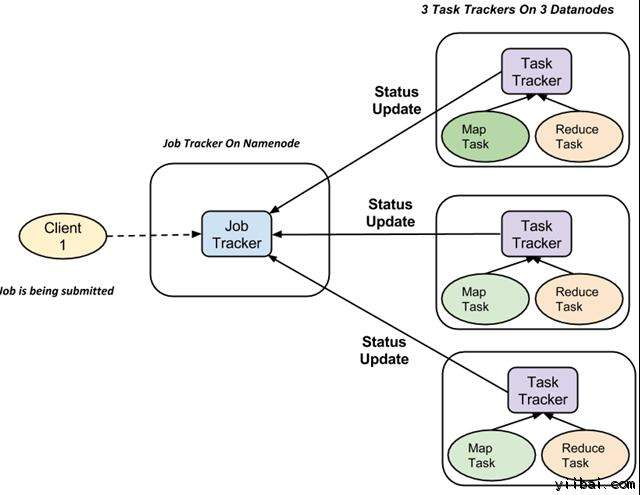 3 Task Trackers On 3 Datanodes
Task
Tracker
Status
Update
Map
Task
Reduce
Task
Job Tracker On Namenode
Client
1
Job
Tracker
Status
Update
Task
Tracker
Map
Task
Reduce
Task
Job is being submitted
Status
Update
Task
Tracker
Map
Task
Reduce
Task
yiibai.com